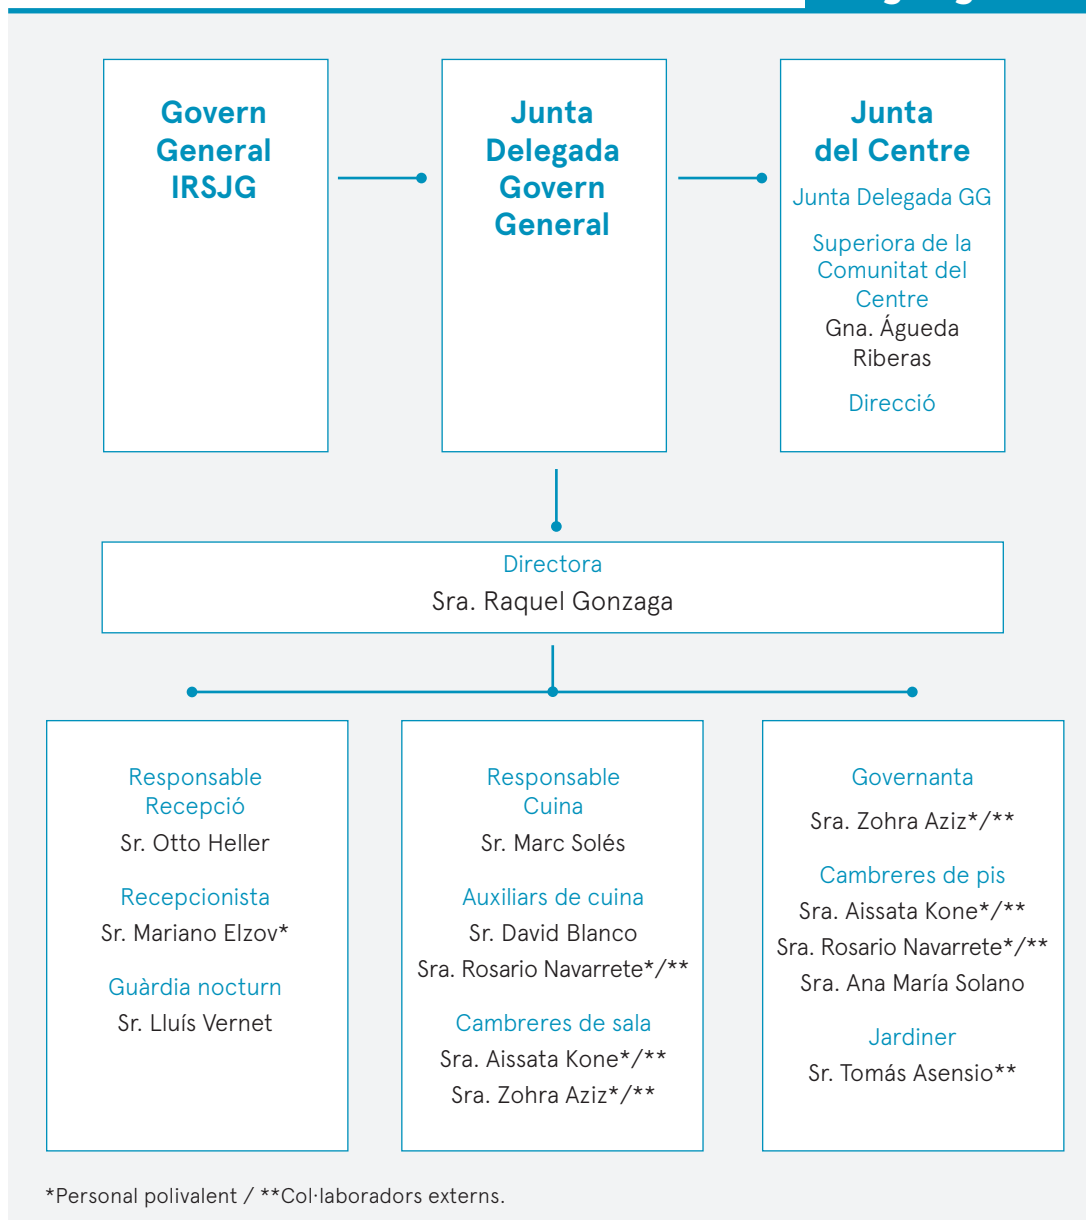 Govern
General
IRSJG
Junta
Delegada
Govern
General
Junta
del Centre
Junta Delegada GG
Superiora de la
Comunitat del
Centre
Gna. Águeda
Riberas
Direcció
Directora
Sra. Raquel Gonzaga
Responsable
Recepció
Sr. Otto Heller
Recepcionista
Sr. Mariano Elzov*
Guàrdia nocturn
Sr. Lluís Vernet
Responsable
Cuina
Sr. Marc Solés
Auxiliars de cuina
Sr. David Blanco
Sra. Rosario Navarrete*/**
Cambreres de sala
Sra. Aissata Kone*/**
Sra. Zohra Aziz*/**
Governanta
Sra. Zohra Aziz*/**
Cambreres de pis
Sra. Aissata Kone*/**
Sra. Rosario Navarrete*/**
Sra. Ana María Solano
Jardiner
Sr. Tomás Asensio**
*Personal polivalent / **Col·laboradors externs.